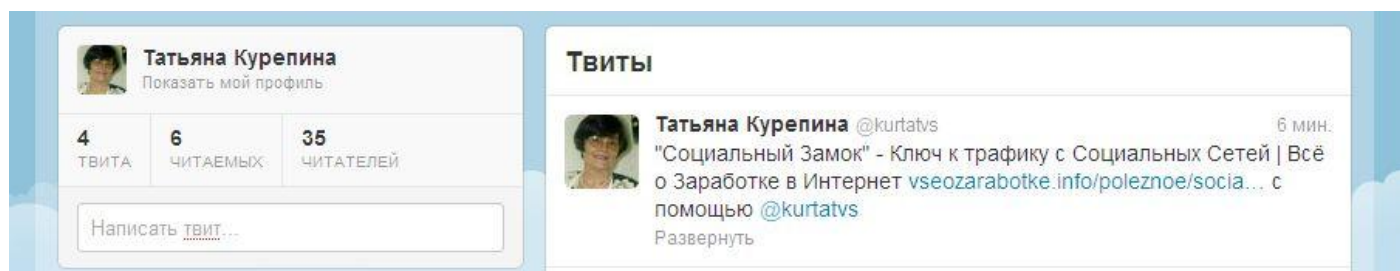 Татьяна Курепина
Показать мой профиль
4 6 35
ТВИТА ЧИТАЕМЫХ ЧИТАТЕЛЕЙ
Написать твит...
Твиты
Татьяна Курепина @kurtatvs 6 мин.
"Социальный Замок" - Ключ к трафику с Социальных Сетей | Всё
о Заработке в Интернет vseozarabotke.info/poleznoe/socia... с
помощью @kurtatvs
Развернуть